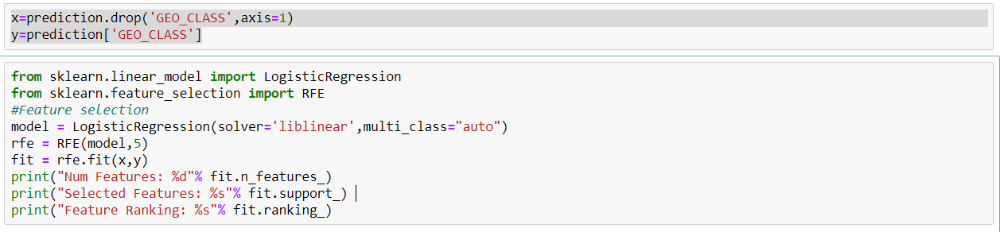 x=prediction.drop('GEO_CLASS',axis=1)
y=prediction['GEO_CLASS']
from sklearn.linear_model import LogisticRegression
from sklearn.feature_selection import RFE
#Feature selection
model = LogisticRegression(solver='liblinear',multi_class="auto")
rfe = RFE(model,5)
fit = rfe.fit(x,y)
print("Num Features: %d"% fit.n_features_)
print("Selected Features: %s"% fit.support_)
print("Feature Ranking: %s"% fit.ranking_)